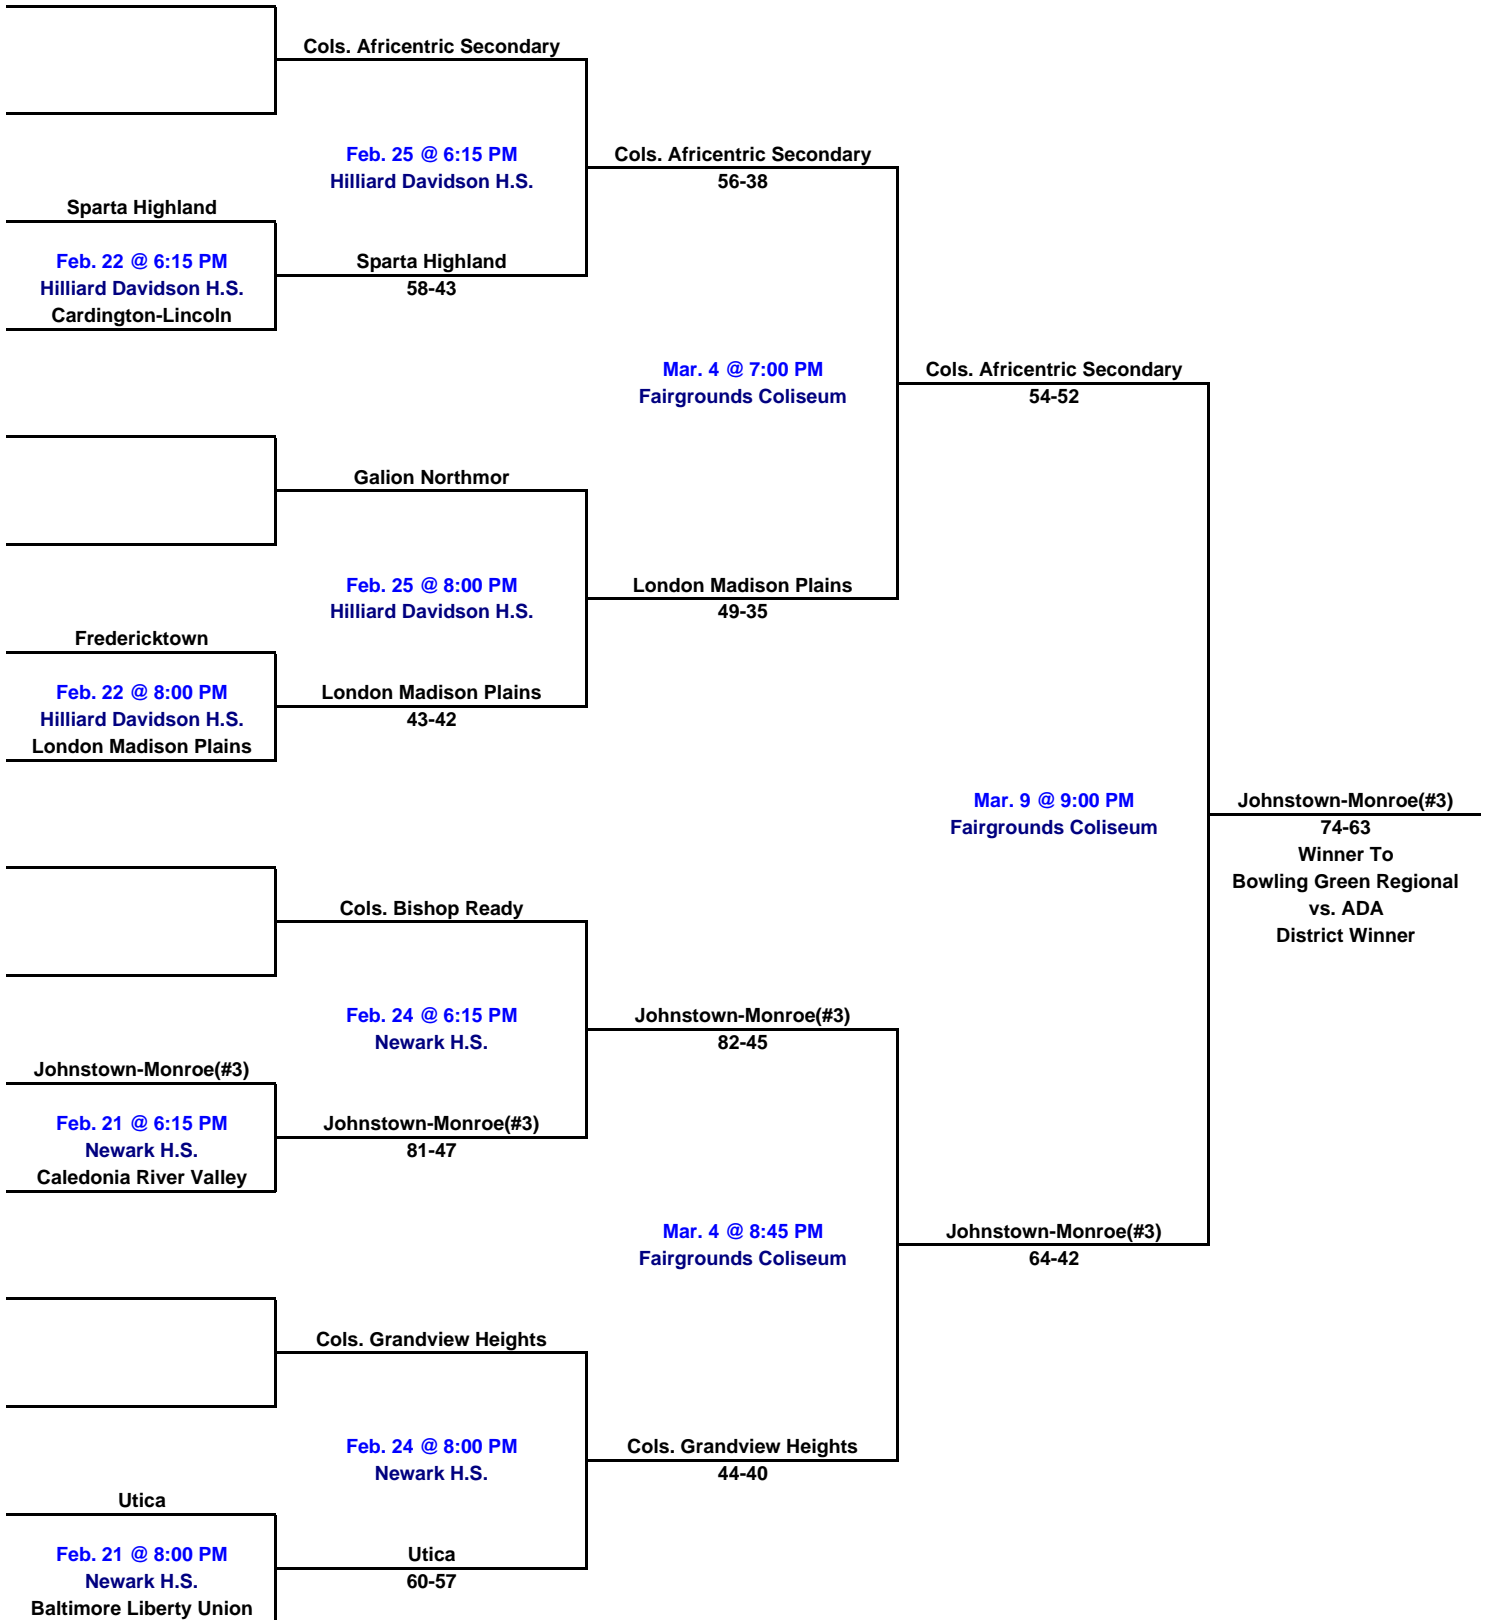 Cols. Africentric Secondary
Feb. 25 @ 6:15 PM
Hilliard Davidson H.S.
Cols. Africentric Secondary
56-38
Sparta Highland
Feb. 22 @ 6:15 PM
Hilliard Davidson H.S.
Cardington-Lincoln
Sparta Highland
58-43
Mar. 4 @ 7:00 PM
Fairgrounds Coliseum
Cols. Africentric Secondary
54-52
Galion Northmor
Feb. 25 @ 8:00 PM
Hilliard Davidson H.S.
London Madison Plains
49-35
Fredericktown
Feb. 22 @ 8:00 PM
Hilliard Davidson H.S.
London Madison Plains
London Madison Plains
43-42
Mar. 9 @ 9:00 PM
Fairgrounds Coliseum
Johnstown-Monroe(#3)
74-63
Winner To
Bowling Green Regional
vs. ADA
District Winner
Cols. Bishop Ready
Feb. 24 @ 6:15 PM
Newark H.S.
Johnstown-Monroe(#3)
82-45
Johnstown-Monroe(#3)
Feb. 21 @ 6:15 PM
Newark H.S.
Caledonia River Valley
Johnstown-Monroe(#3)
81-47
Mar. 4 @ 8:45 PM
Fairgrounds Coliseum
Johnstown-Monroe(#3)
64-42
Cols. Grandview Heights
Feb. 24 @ 8:00 PM
Newark H.S.
Cols. Grandview Heights
44-40
Utica
Feb. 21 @ 8:00 PM
Newark H.S.
Baltimore Liberty Union
Utica
60-57